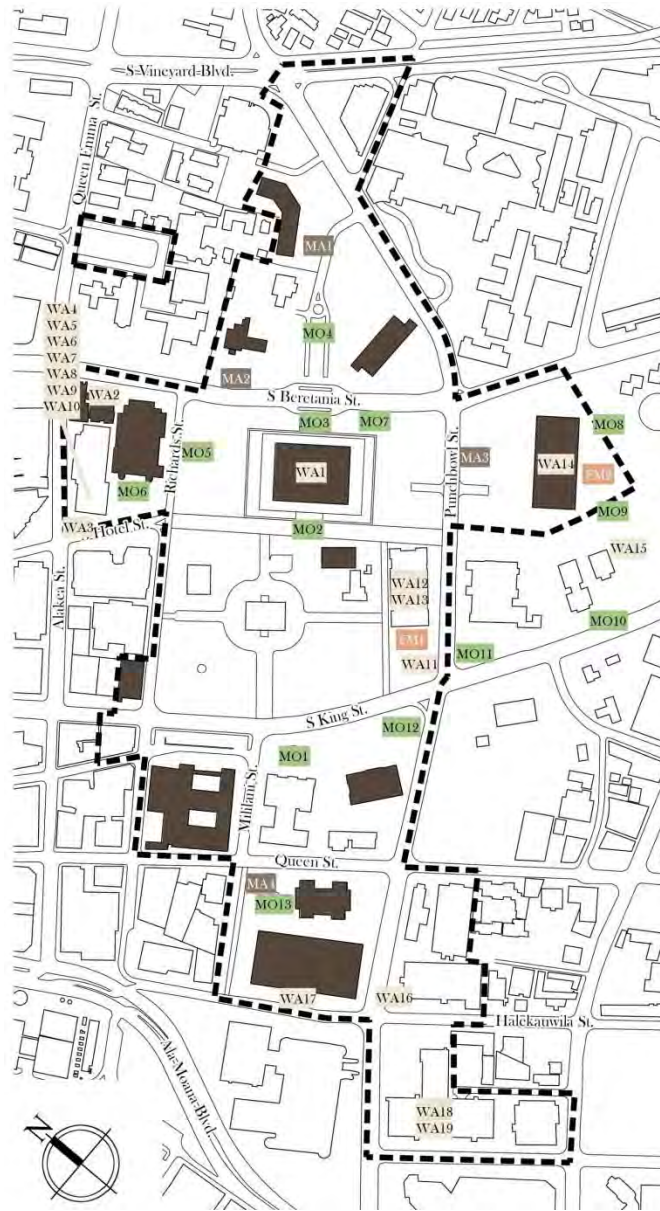 S Vineyard Blvd.
Queen Emma St.
MA1
WA4
WA5
WA6
WA7
WA8
WA9
WA10
MO4
MA2
S Beretania St.
WA2
MO3
MO7
MO8
Richards St.
MO5
Punchbowl St.
MA3
WA14
EM2
WA1
MO6
MO9
WA3
Hotel St.
MO2
WA15
Alakea St.
WA12
WA13
MO10
EM1
WA11
MO11
S King St.
MO12
MO1
Mililani St.
Queen St.
MA4
MO13
WA17
WA16
Halekauwila St.
Ala Moana Blvd.
WA18
WA19
N